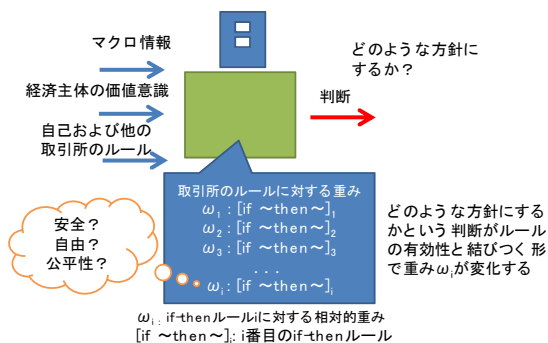 マクロ情報
経済主体の価値意識
自己および他の
取引所のルール
どのような方針に
するか?
判断
取引所のルールに対する重み
ω1 : [if ~then~]1
ω2 : [if ~then~]2
ω3 : [if ~then~]3
...
ωi : [if ~then~]i
安全?
自由?
公平性?
どのような方針にする
かという判断がルール
の有効性と結びつく形
で重みωiが変化する
ωi: if-thenルールiに対する相対的重み
[if ~then~]i: i番目のif-thenルール